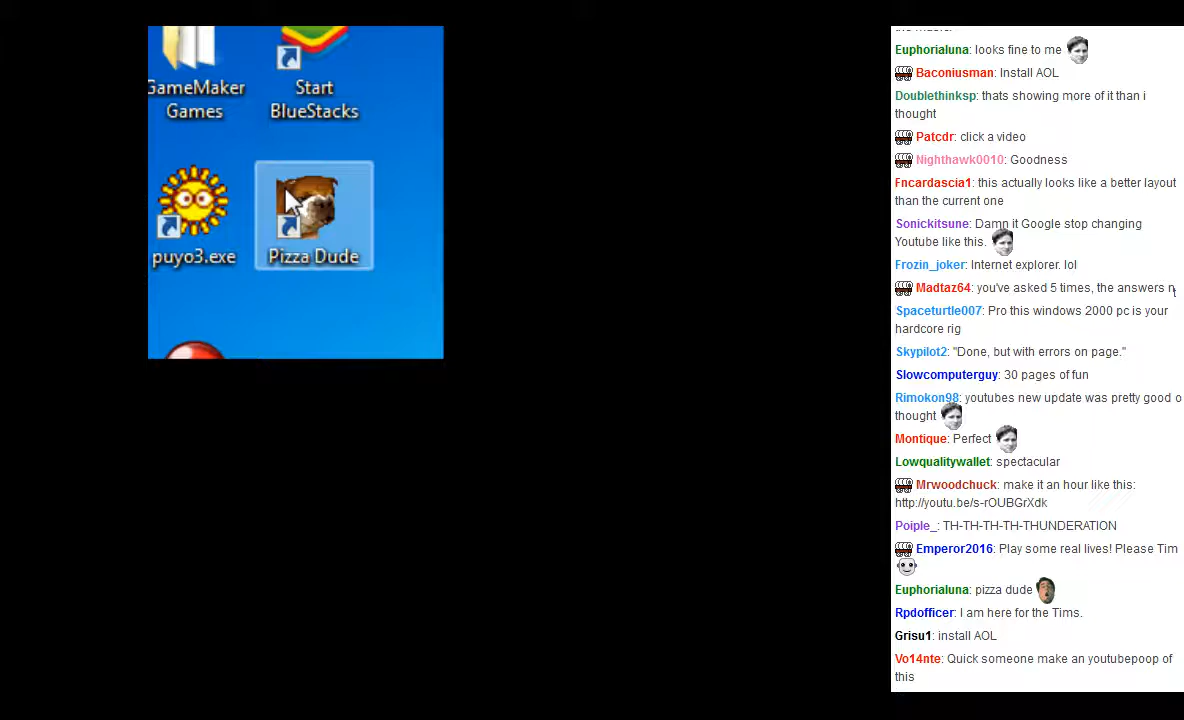 GameMaker
Games
Start
BlueStacks
puyo3.exe
Pizza Dude
Euphorialuna: looks fine to me
Baconiusman: Install AOL
Doublethinksp: thats showing more of it than i
thought
Patcdr: click a video
Nighthawk0010: Goodness
Fncardascia1: this actually looks like a better layout
than the current one
Sonickitsune: Damn it Google stop changing
Youtube like this.
Frozin_joker: Internet explorer. lol
Madtaz64: you've asked 5 times, the answers n
Spaceturtle007: Pro this windows 2000 pc is your
hardcore rig
Skypilot2: "Done, but with errors on page."
Slowcomputerguy: 30 pages of fun
Rimokon98: youtubes new update was pretty good o
thought
Montique: Perfect
Lowqualitywallet: spectacular
Mrwoodchuck: make it an hour like this:
http://youtu.be/s-rOUBGrXdk
Poiple_: TH-TH-TH-TH-THUNDERATION
Emperor2016: Play some real lives! Please Tim
Euphorialuna: pizza dude
Rpdofficer: I am here for the Tims.
Grisu1: install AOL
Vo14nte: Quick someone make an youtubepoop of
this